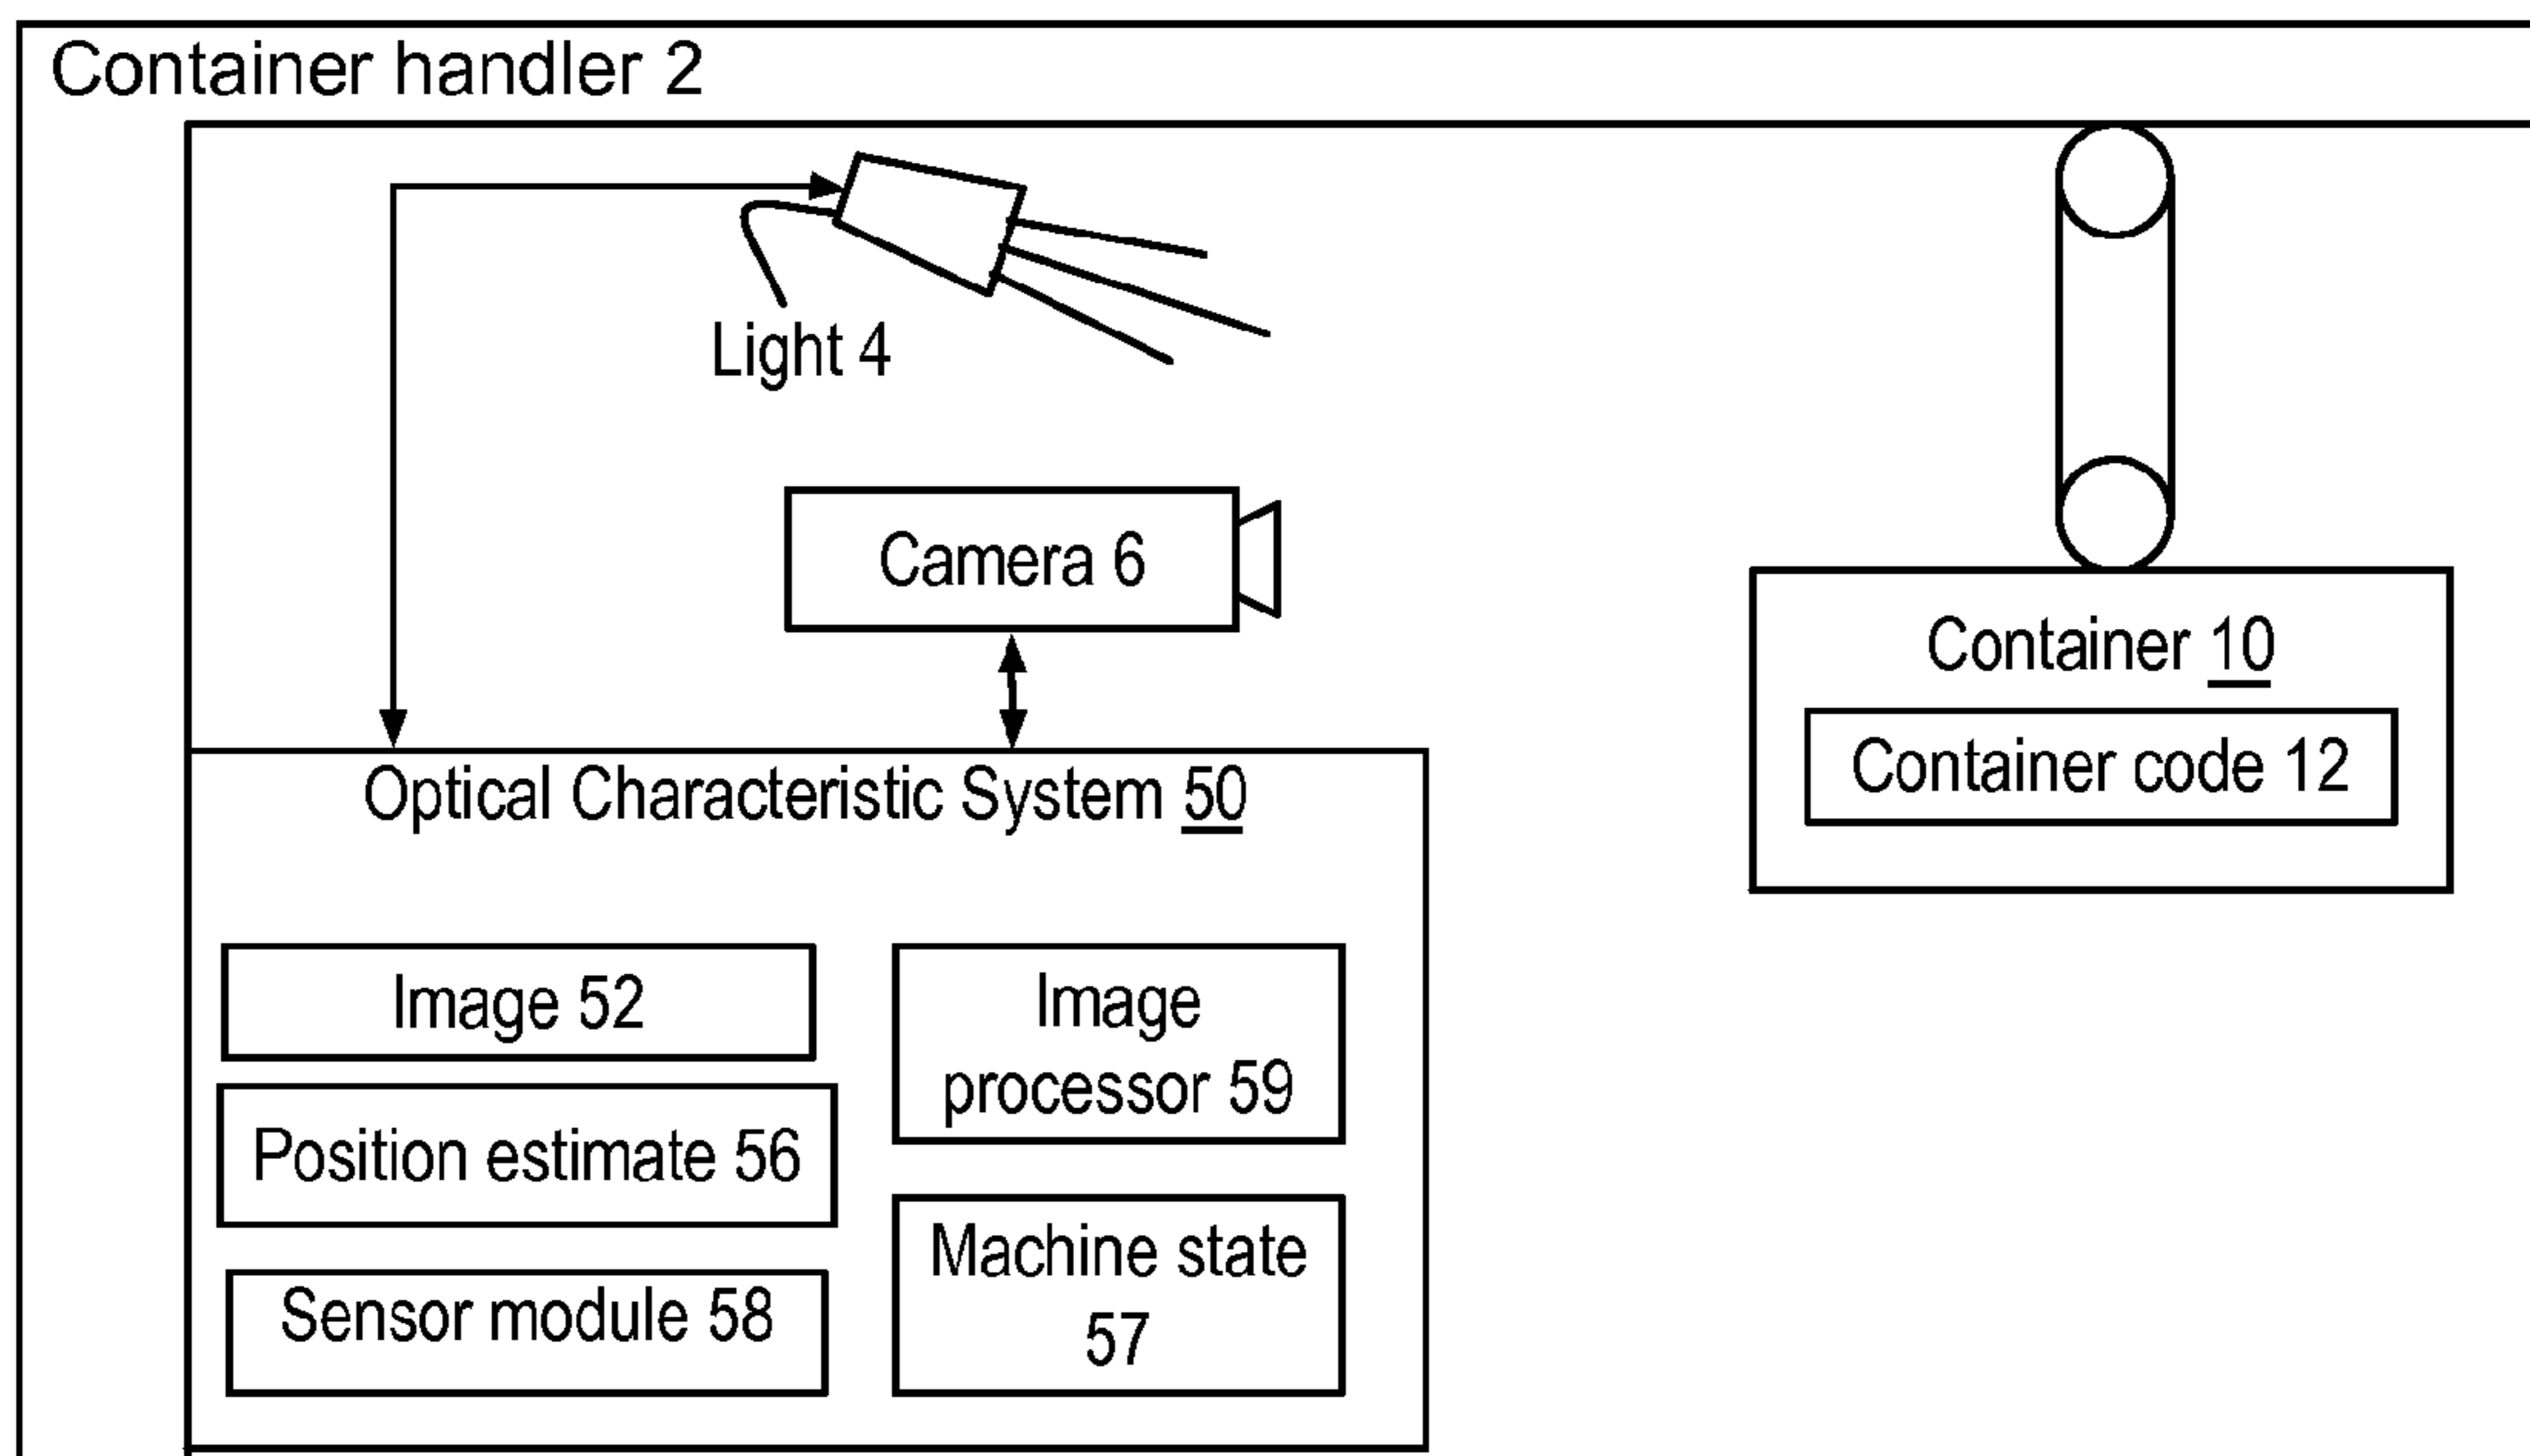 Container handler 2
Light 4
Camera 6
Container 10
Container code 12
Optical Characteristic System 50
Image 52
Position estimate 56
Sensor module 58
Image
processor 59
Machine state
57